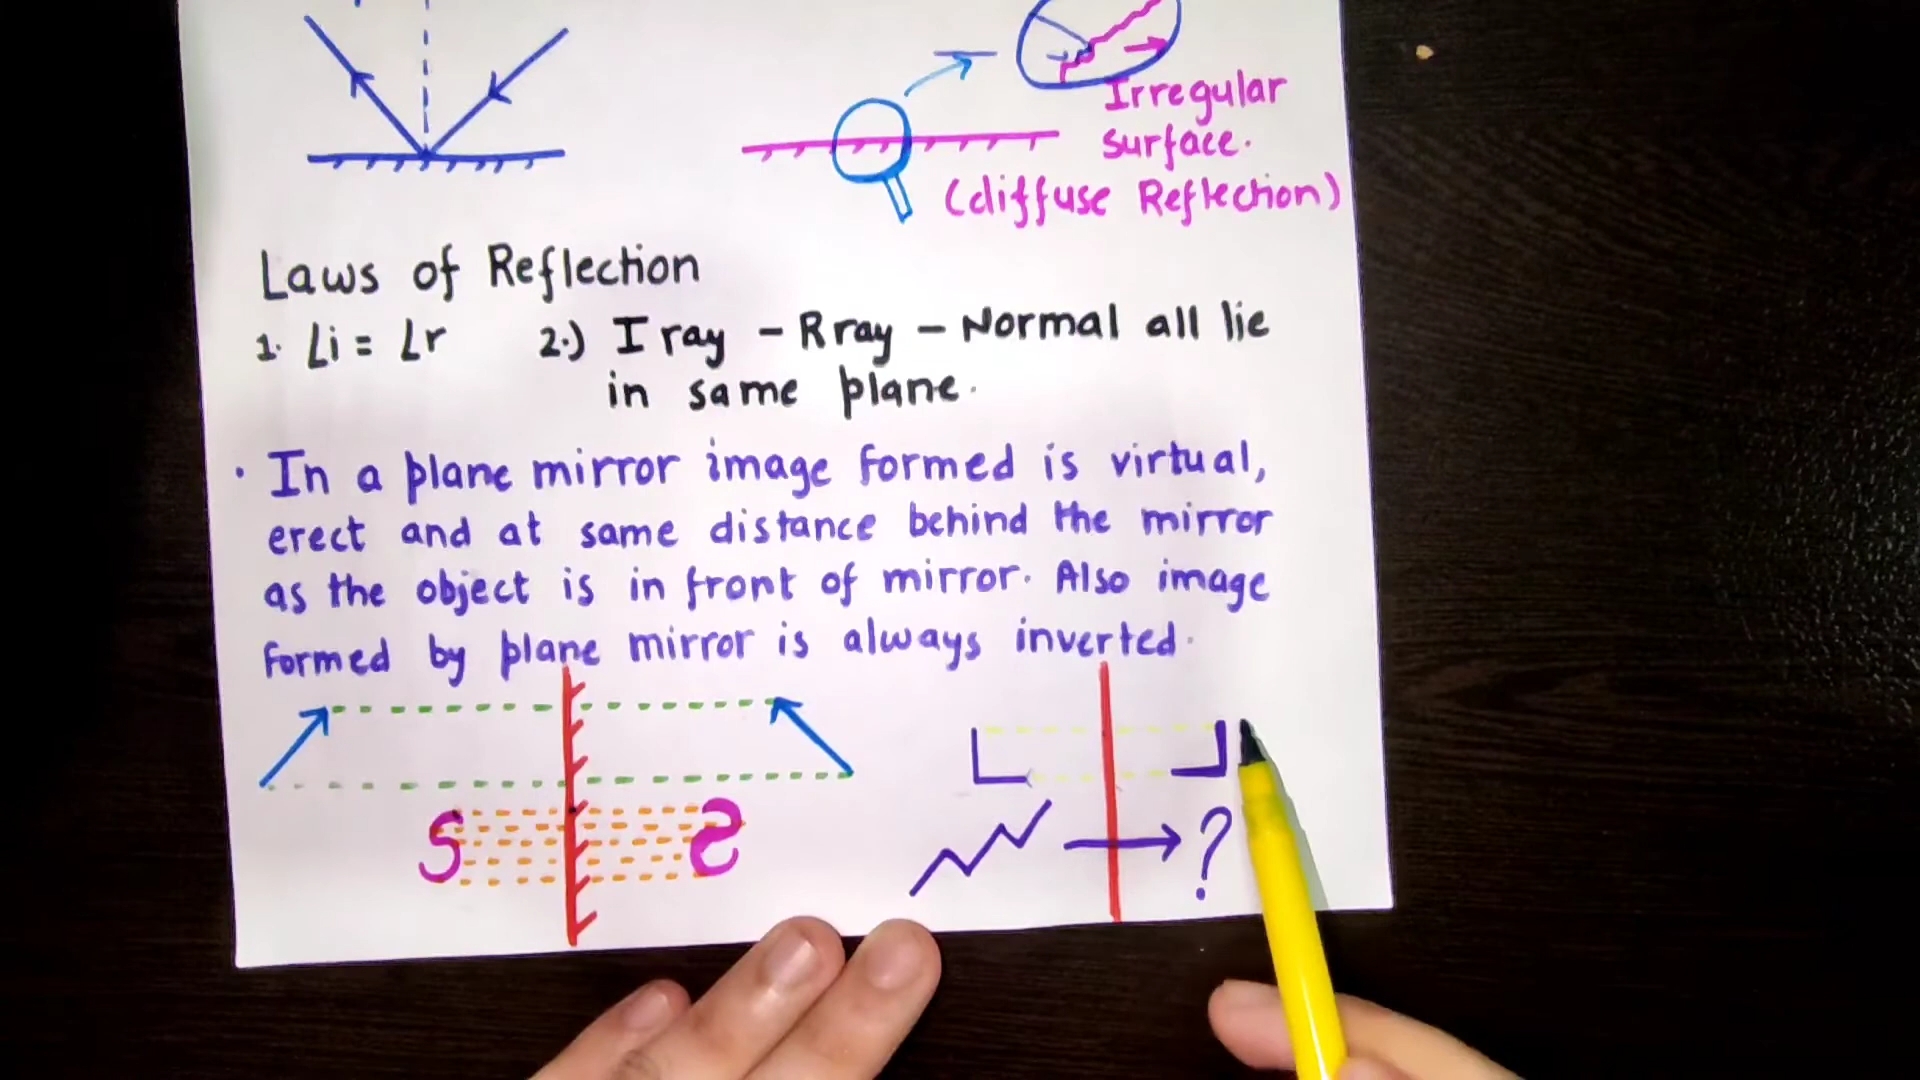 Irregular
surface.
(diffuse Reflection)
Laws of Reflection
1. ∠i = ∠r 2.) I ray – R ray – Normal all lie
in same plane.
• In a plane mirror image formed is virtual,
erect and at same distance behind the mirror
as the object is in front of mirror. Also image
formed by plane mirror is always inverted.
L
S
?